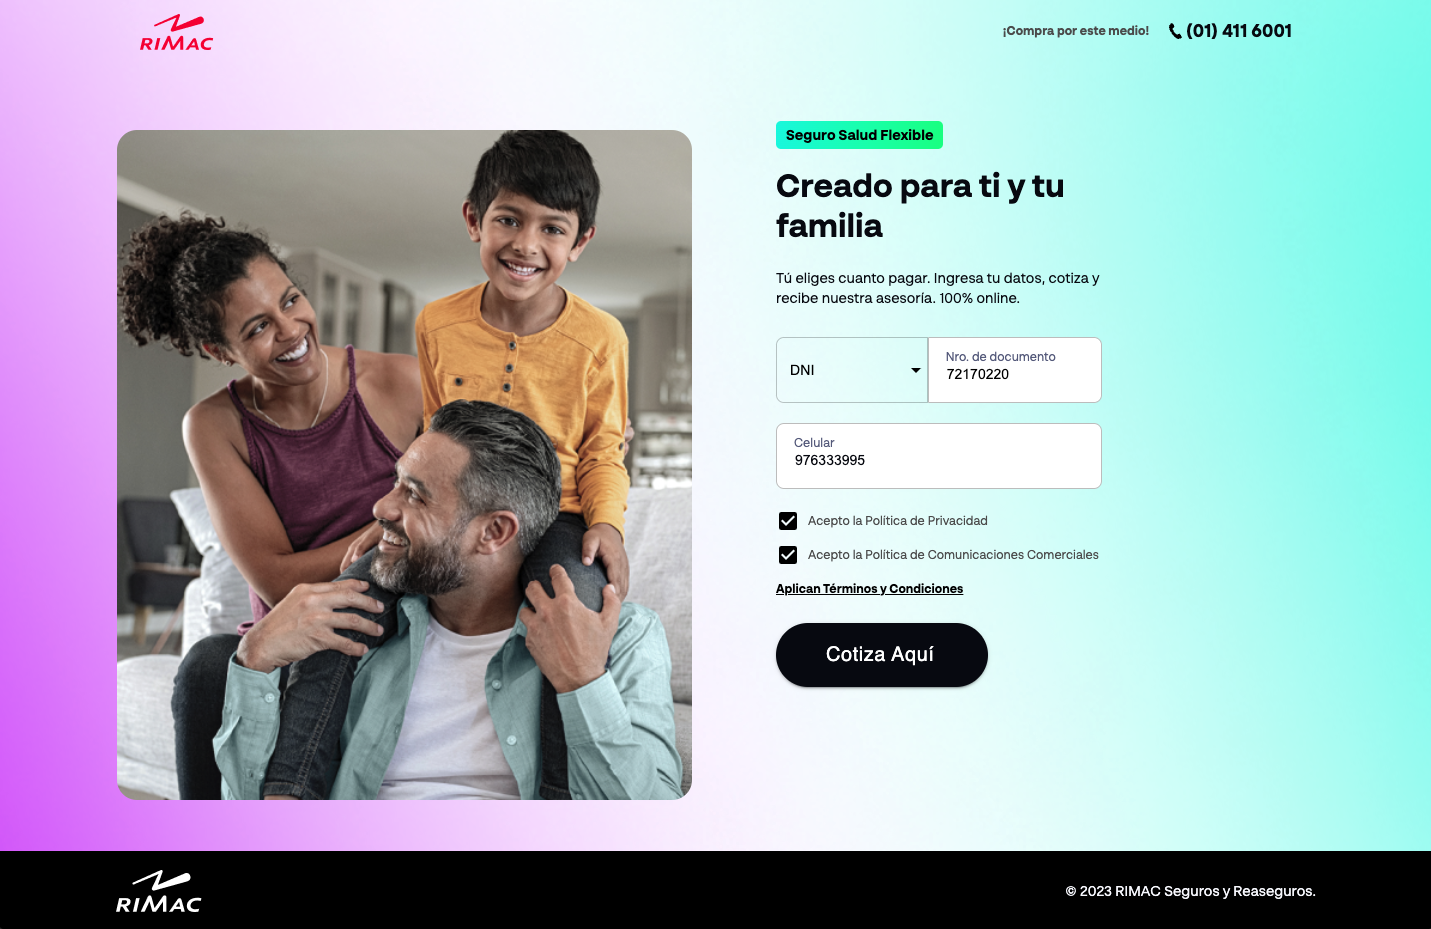 RIMAC
¡Compra por este medio!
(01) 411 6001
Seguro Salud Flexible
Creado para ti y tu
familia
Tú eliges cuanto pagar. Ingresa tu datos, cotiza y
recibe nuestra asesoría. 100% online.
DNI
Nro. de documento
72170220
Celular
976333995
Acepto la Política de Privacidad
Acepto la Política de Comunicaciones Comerciales
Aplican Términos y Condiciones
Cotiza Aquí
RIMAC
© 2023 RIMAC Seguros y Reaseguros.